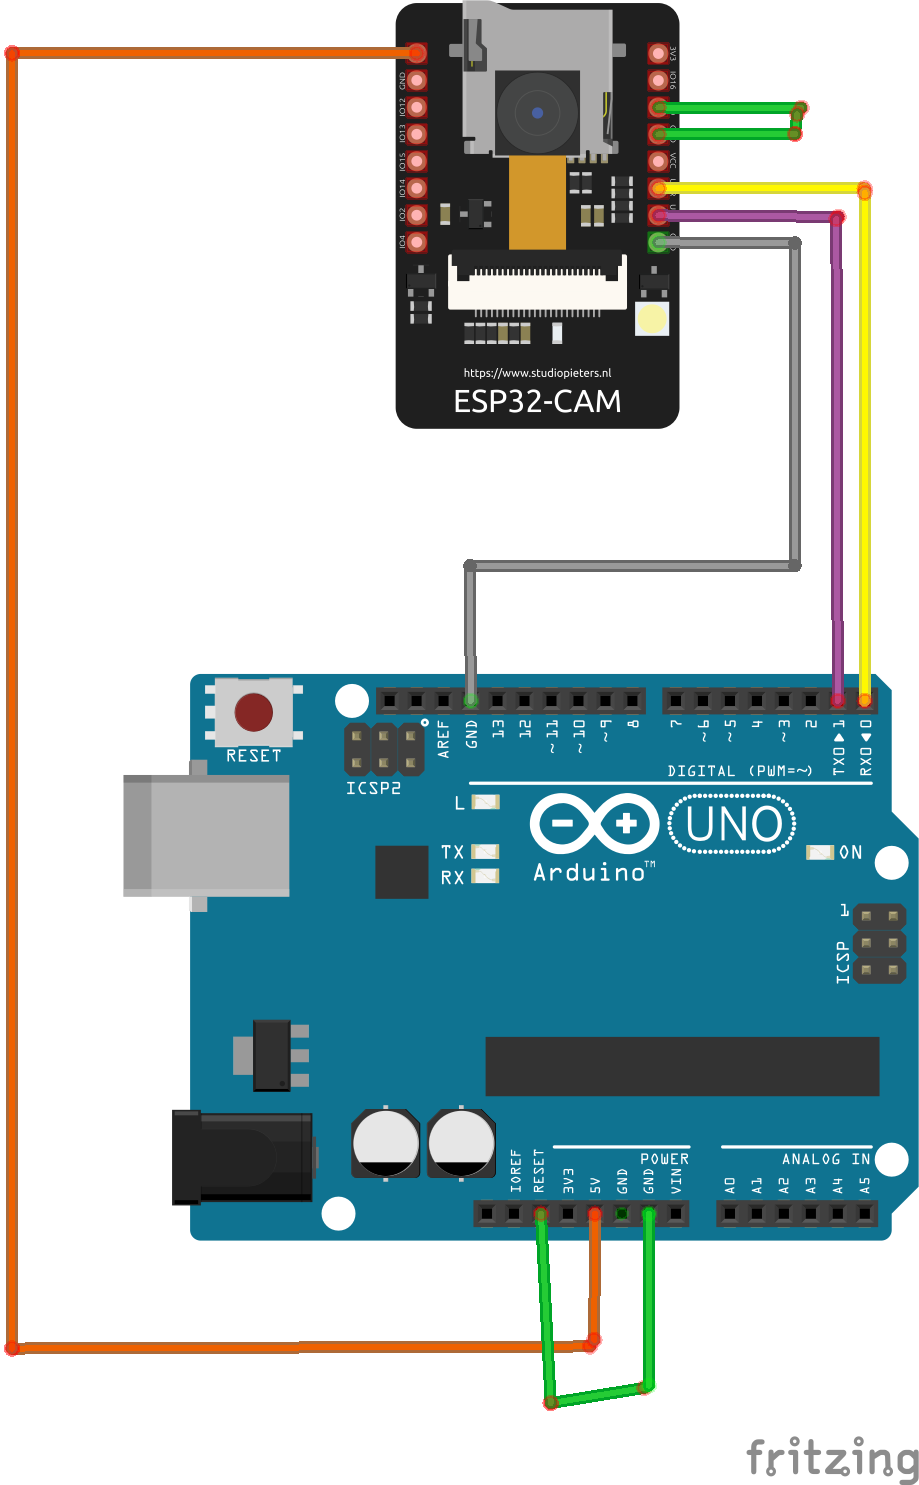 GND
IO12
IO13
IO15
IO14
IO2
IO4
3V3
IO16
VCC
https://www.studiopieters.nl
ESP32-CAM
RESET
ICSP2
AREF
GND
13
12
~11
~10
~9
8
7
~6
~5
4
~3
2
TX0▶1
RX0◀0
DIGITAL (PWM=~)
L
TX
RX
Arduino™
UNO
ON
1
ICSP
IOREF
RESET
3V3
5V
GND
GND
VIN
POWER
A0
A1
A2
A3
A4
A5
ANALOG IN
fritzing